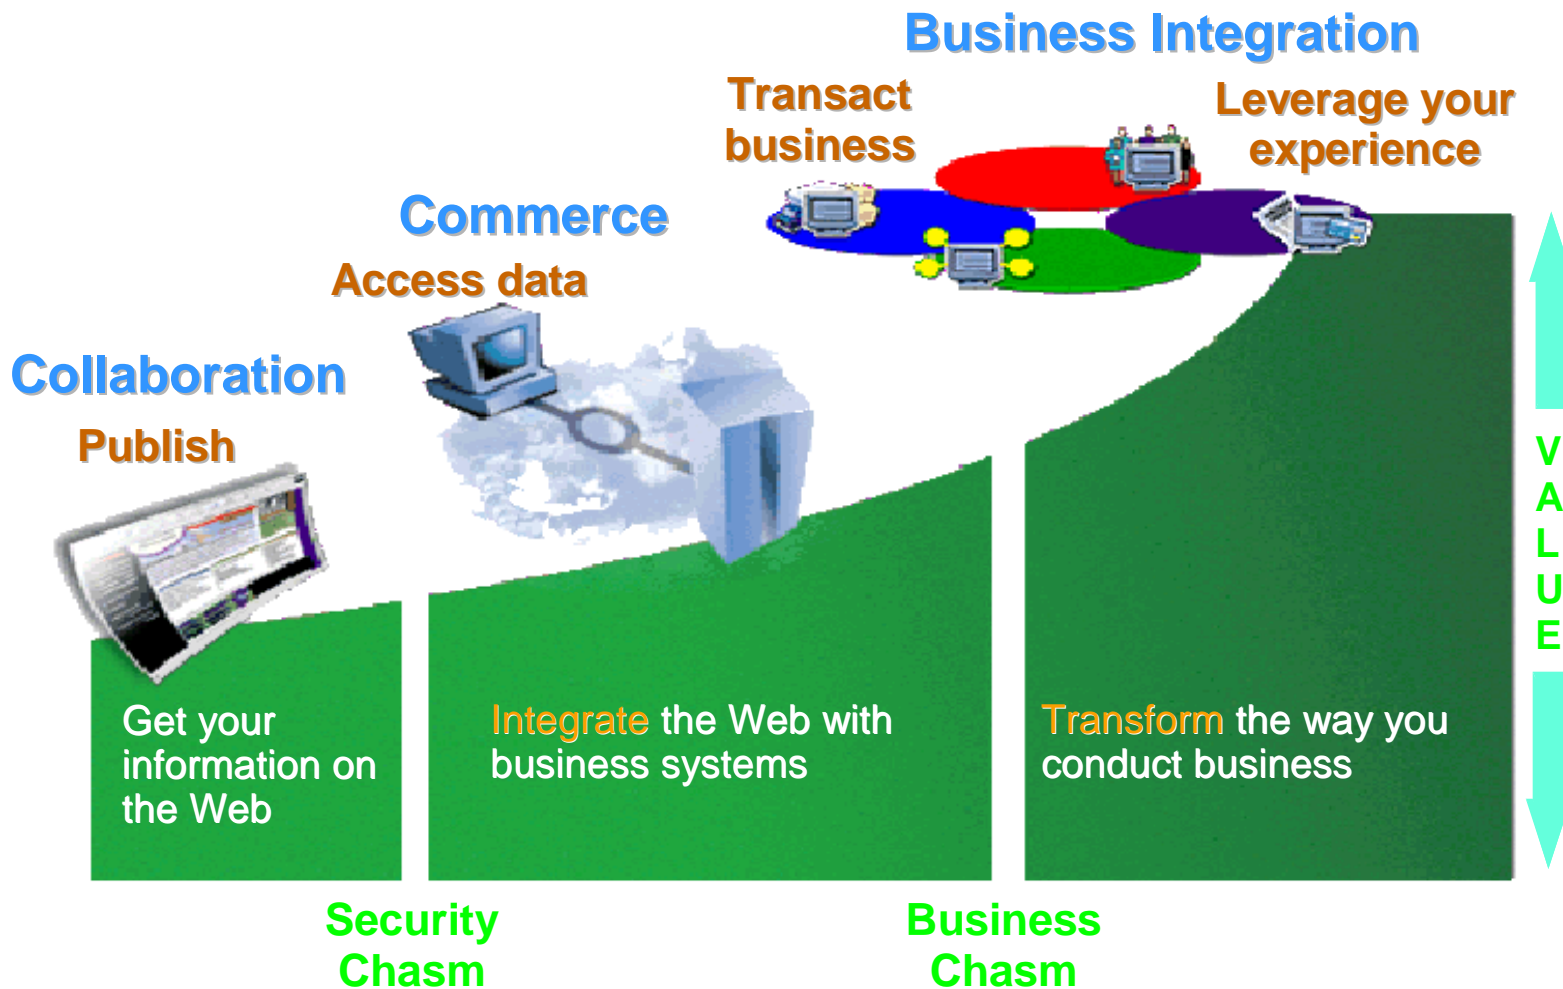 Business Integration
Transact
business
Leverage your
experience
Commerce
Access data
Collaboration
Publish
Get your
information on
the Web
Integrate the Web with
business systems
Transform the way you
conduct business
V
A
L
U
E
Security
Chasm
Business
Chasm